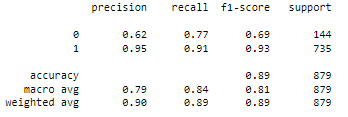 precision recall f1-score support
0 0.62 0.77 0.69 144
1 0.95 0.91 0.93 735
accuracy 0.89 879
macro avg 0.79 0.84 0.81 879
weighted avg 0.90 0.89 0.89 879